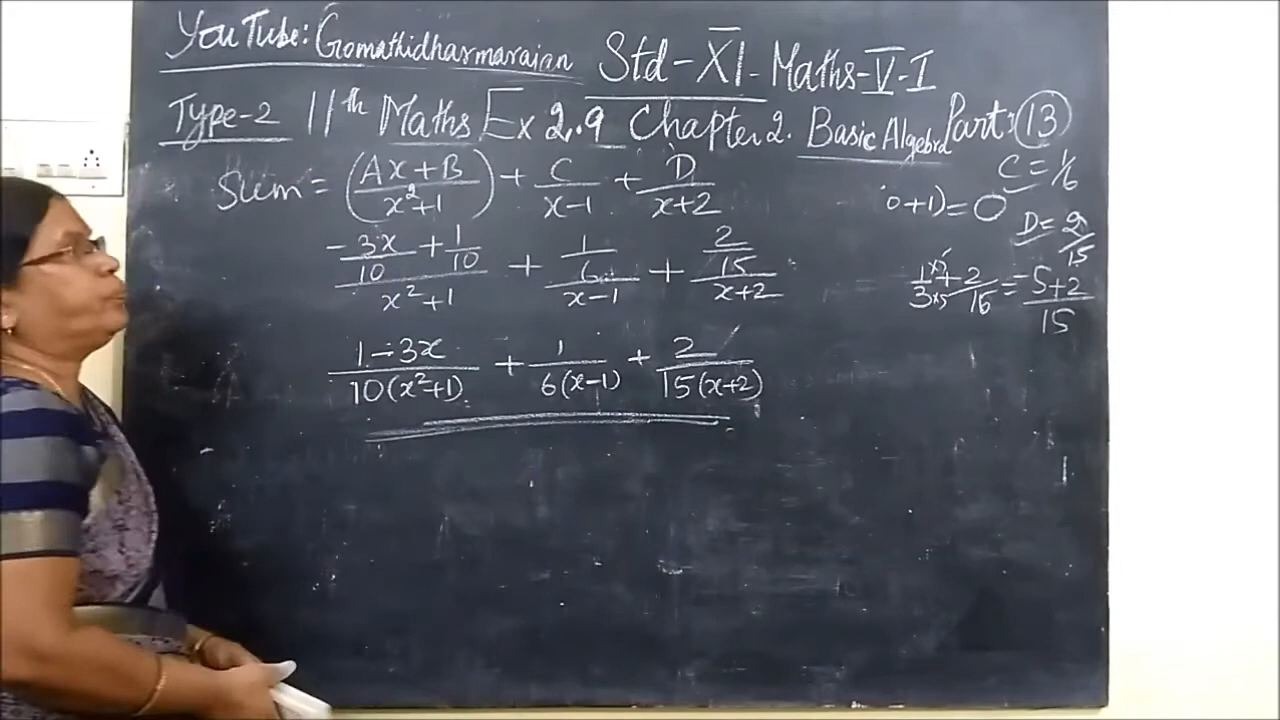 YouTube: Gomathidharmarajan Std-XI-Maths-V-I
Type-2 11th Maths Ex 2.9 Chapter 2. Basic Algebra Part: 13
Sum = (Ax+B / x²+1) + C / x-1 + D / x+2
C = 1/6
0+1) = 0
D = 2/15
-3x/10 + 1/10 / x²+1 + 1/6 / x-1 + 2/15 / x+2
1×5/3×5 + 2/15 = 5+2 / 15
1-3x / 10(x²+1) + 1 / 6(x-1) + 2 / 15(x+2)